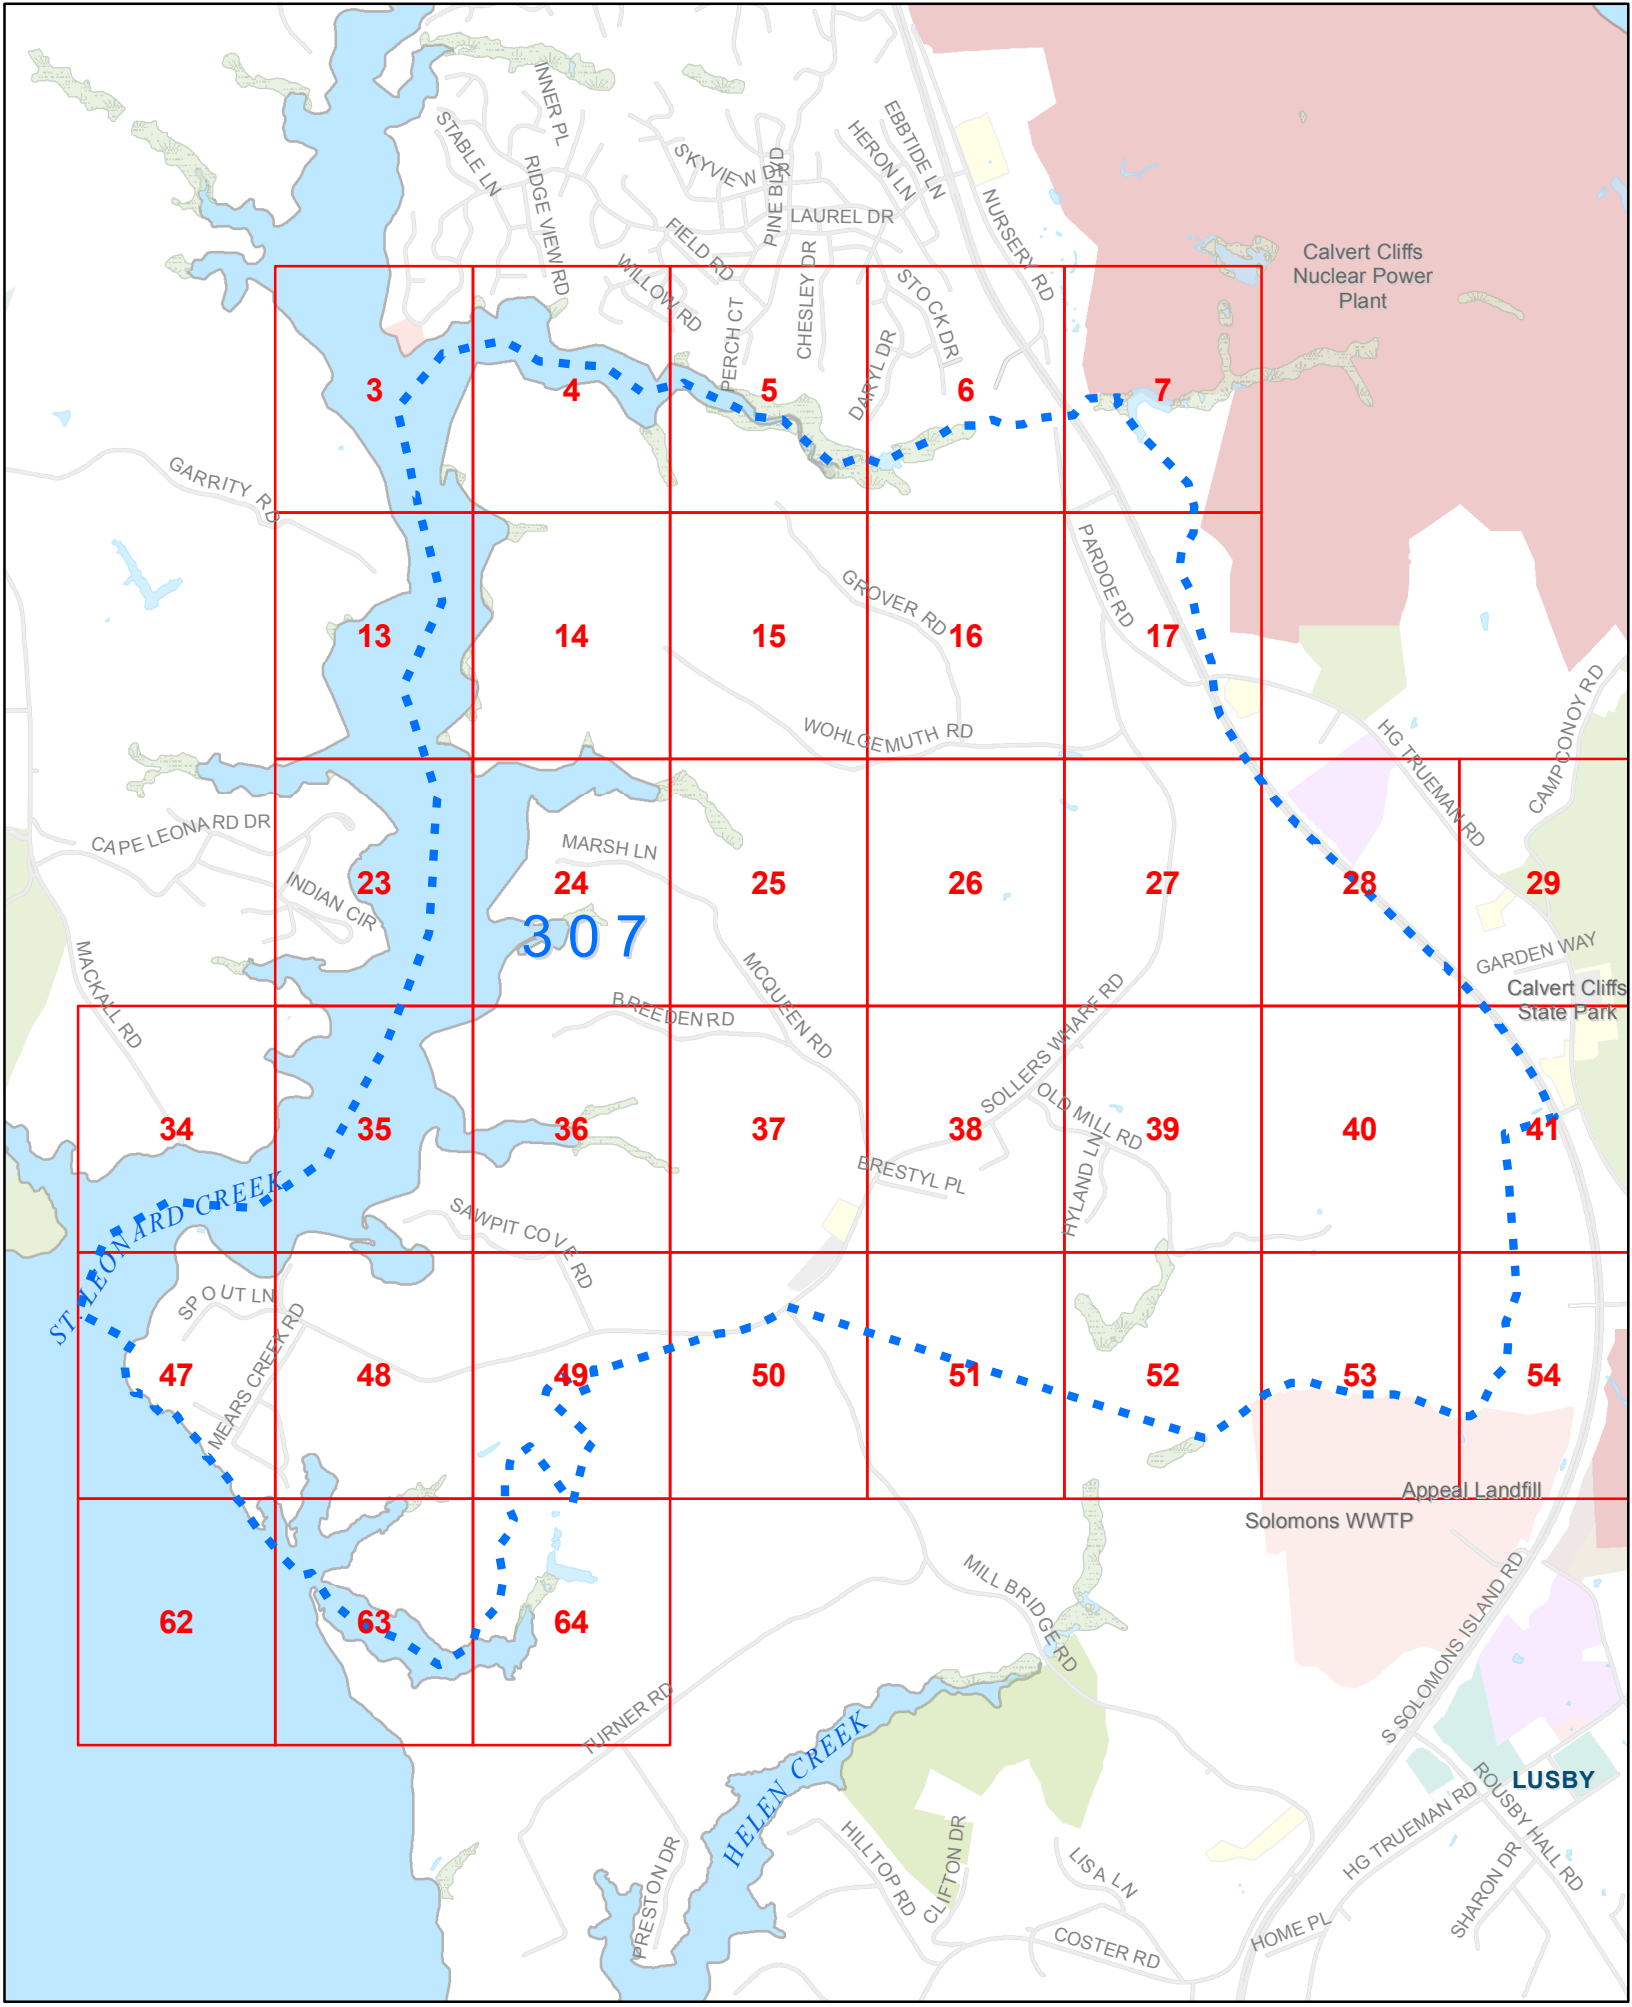 INNER PL
STABLE LN
RIDGE VIEW RD
SKYVIEW DR
PINE BLVD
HERON LN
EBBTIDE LN
LAUREL DR
NURSERY RD
FIELD RD
WILLOW RD
PERCH CT
CHESLEY DR
STOCK DR
DARYL DR
Calvert Cliffs
Nuclear Power
Plant
3
4
5
6
7
GARRITY RD
PARDOE RD
GROVER RD
13
14
15
16
17
WOHLGEMUTH RD
HG TRUEMAN RD
CAMPCONOY RD
CAPE LEONARD DR
INDIAN CIR
MARSH LN
23
24
25
26
27
28
29
307
MACKALL RD
MCQUEEN RD
BREEDEN RD
SOLLERS WHARF RD
GARDEN WAY
Calvert Cliffs
State Park
OLD MILL RD
HYLAND LN
34
35
36
37
38
39
40
41
ERESTYL PL
ST. LEONARD CREEK
SAWPIT COVE RD
SPOUT LN
MEARS CREEK RD
47
48
49
50
51
52
53
54
Appeal Landfill
Solomons WWTP
MILL BRIDGE RD
S SOLOMONS ISLAND RD
62
63
64
TURNER RD
HELEN CREEK
PRESTON DR
HILLTOP RD
CLIFTON DR
LISA LN
COSTER RD
HOME PL
HG TRUEMAN RD
ROUSBY HALL RD
SHARON DR
LUSBY